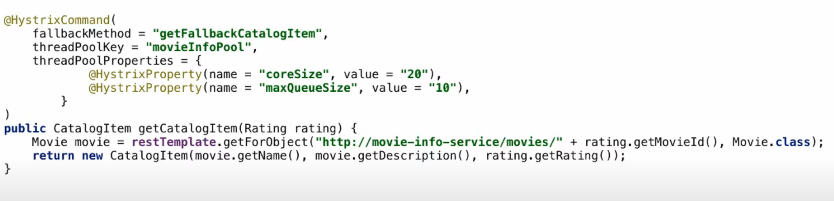 @HystrixCommand(
fallbackMethod = "getFallbackCatalogItem",
threadPoolKey = "movieInfoPool",
threadPoolProperties = {
@HystrixProperty(name = "coreSize", value = "20"),
@HystrixProperty(name = "maxQueueSize", value = "10"),
}
)
public CatalogItem getCatalogItem(Rating rating) {
Movie movie = restTemplate.getForObject("http://movie-info-service/movies/" + rating.getMovieId(), Movie.class);
return new CatalogItem(movie.getName(), movie.getDescription(), rating.getRating());
}